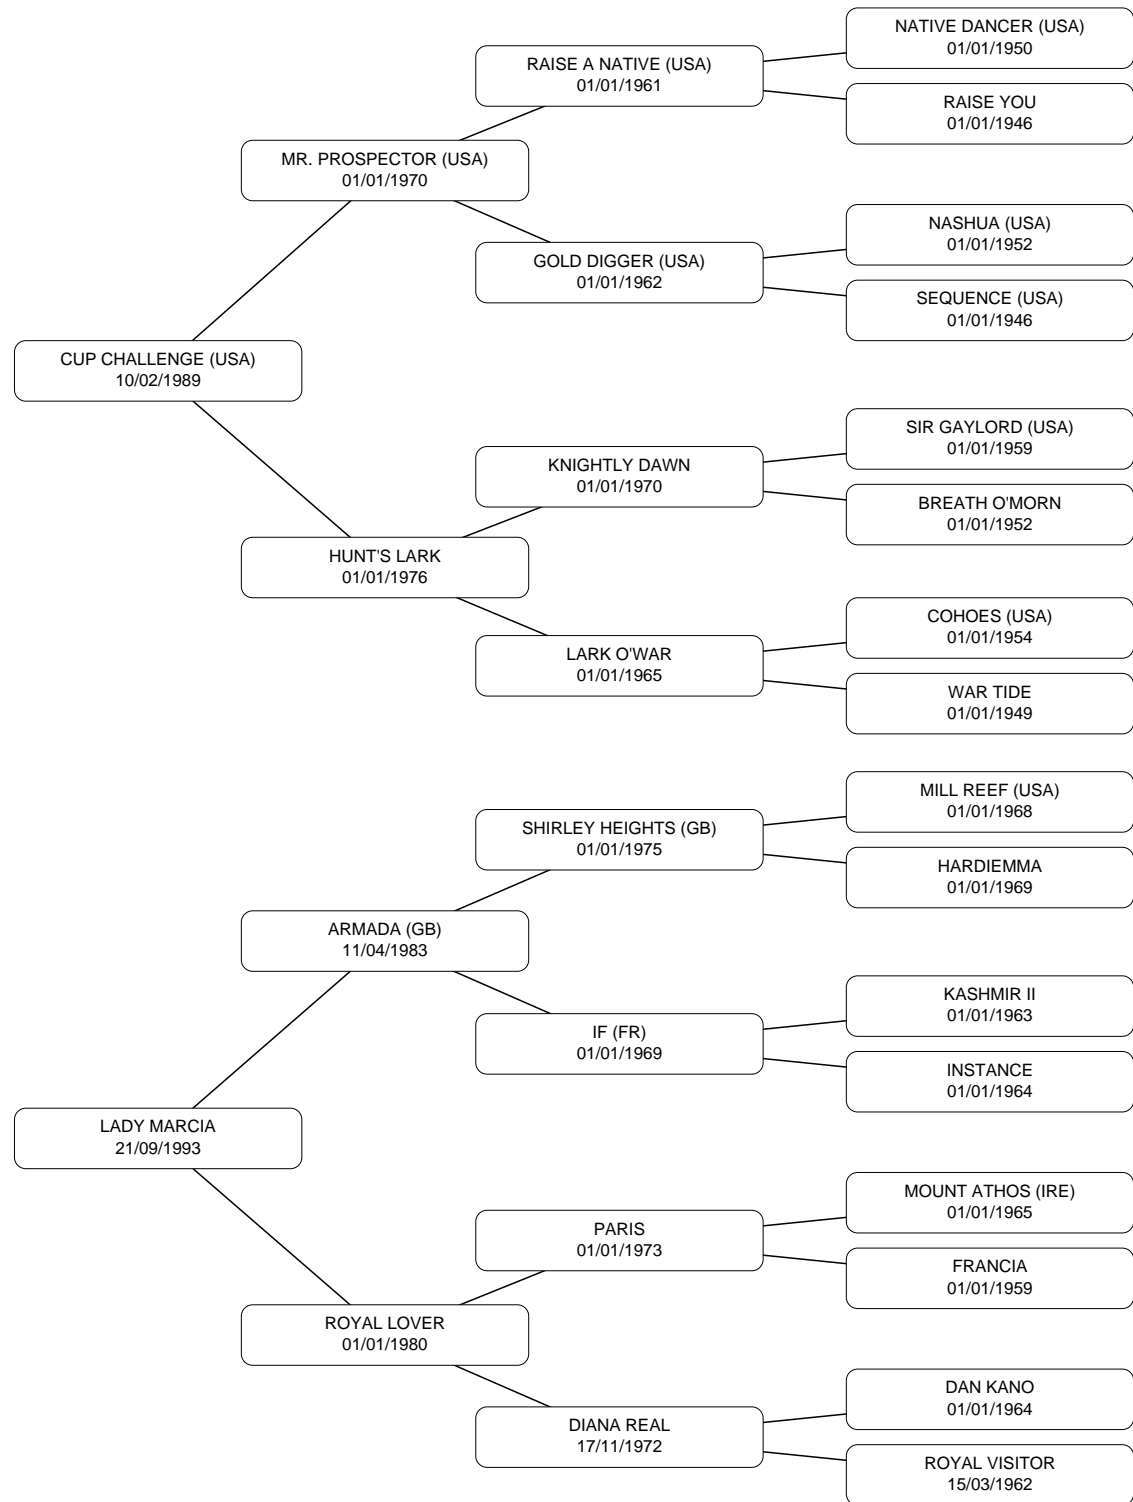 NATIVE DANCER (USA)
01/01/1950
RAISE A NATIVE (USA)
01/01/1961
RAISE YOU
01/01/1946
MR. PROSPECTOR (USA)
01/01/1970
NASHUA (USA)
01/01/1952
GOLD DIGGER (USA)
01/01/1962
SEQUENCE (USA)
01/01/1946
CUP CHALLENGE (USA)
10/02/1989
SIR GAYLORD (USA)
01/01/1959
KNIGHTLY DAWN
01/01/1970
BREATH O'MORN
01/01/1952
HUNT'S LARK
01/01/1976
COHOES (USA)
01/01/1954
LARK O'WAR
01/01/1965
WAR TIDE
01/01/1949
MILL REEF (USA)
01/01/1968
SHIRLEY HEIGHTS (GB)
01/01/1975
HARDIEMMA
01/01/1969
ARMADA (GB)
11/04/1983
KASHMIR II
01/01/1963
IF (FR)
01/01/1969
INSTANCE
01/01/1964
LADY MARCIA
21/09/1993
MOUNT ATHOS (IRE)
01/01/1965
PARIS
01/01/1973
FRANCIA
01/01/1959
ROYAL LOVER
01/01/1980
DAN KANO
01/01/1964
DIANA REAL
17/11/1972
ROYAL VISITOR
15/03/1962